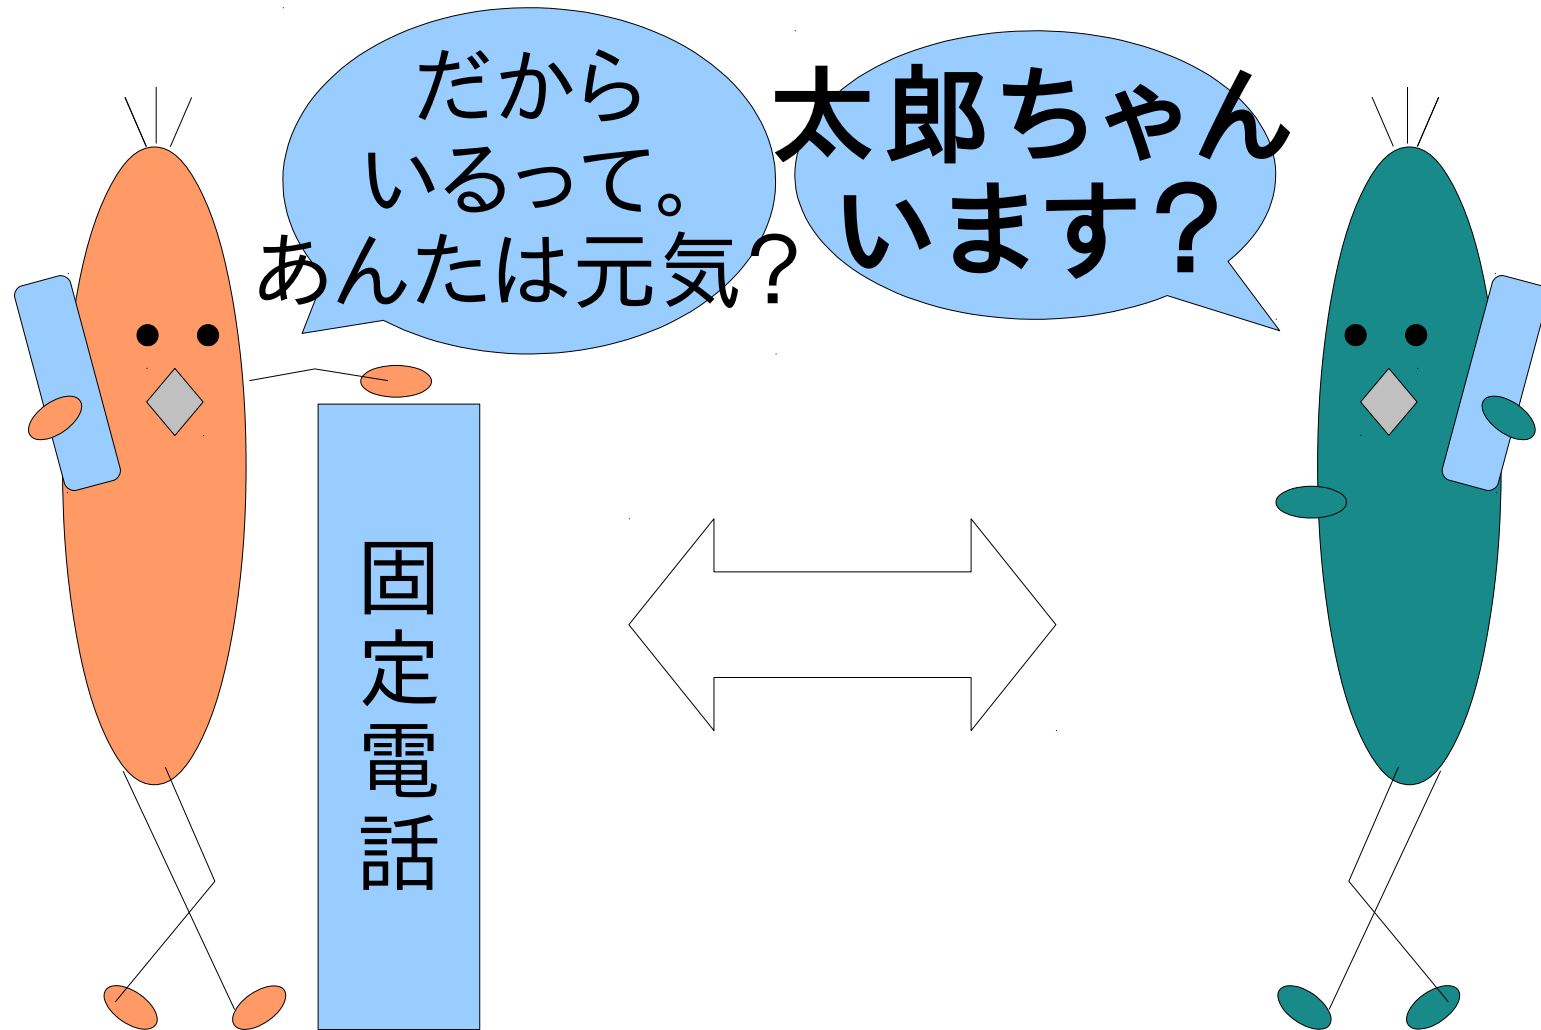 だから
いるって。
あんたは元気？
太郎ちゃん
います？
固定電話